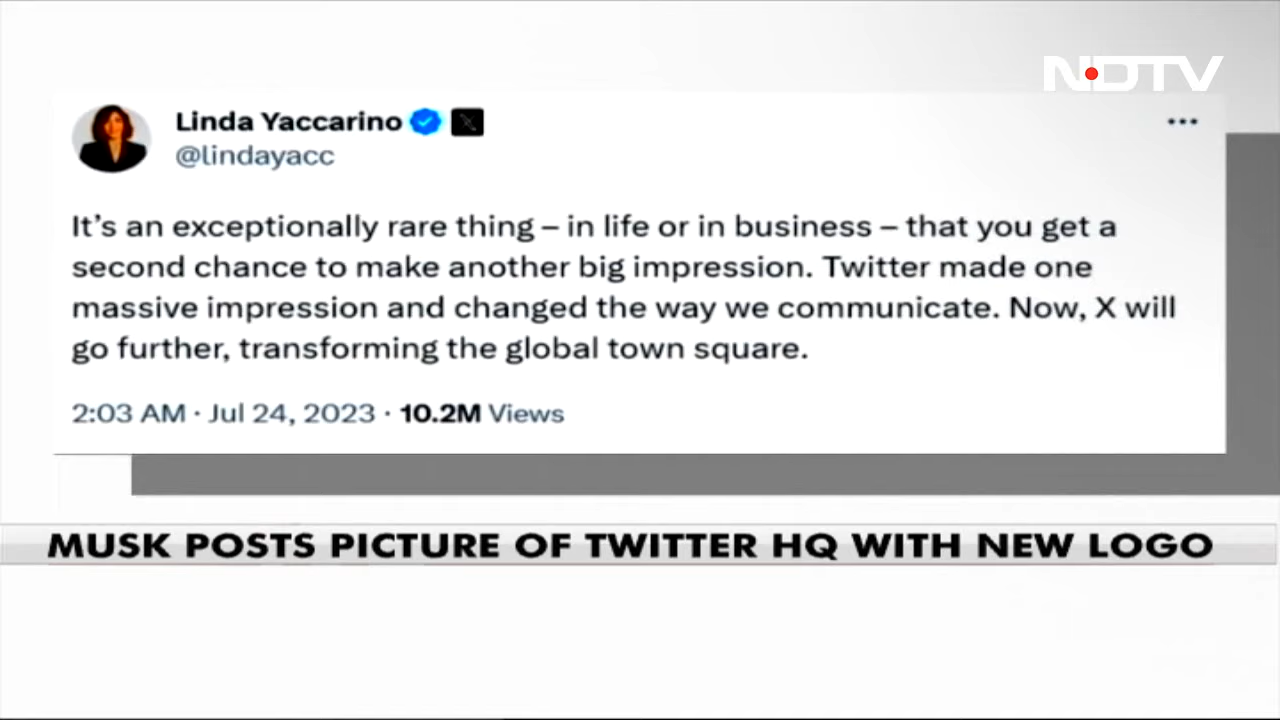 NDTV
Linda Yaccarino
@lindayacc
It’s an exceptionally rare thing – in life or in business – that you get a
second chance to make another big impression. Twitter made one
massive impression and changed the way we communicate. Now, X will
go further, transforming the global town square.
2:03 AM · Jul 24, 2023 · 10.2M Views
MUSK POSTS PICTURE OF TWITTER HQ WITH NEW LOGO